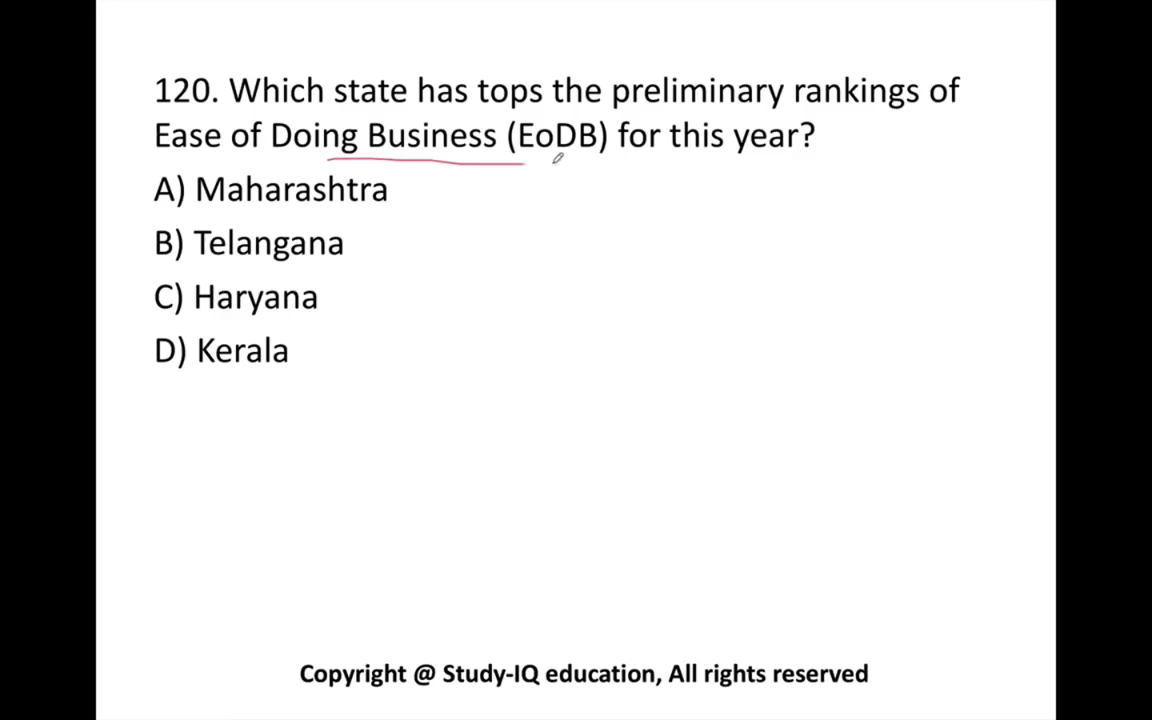 120. Which state has tops the preliminary rankings of
Ease of Doing Business (EoDB) for this year?
A) Maharashtra
B) Telangana
C) Haryana
D) Kerala
Copyright @ Study-IQ education, All rights reserved